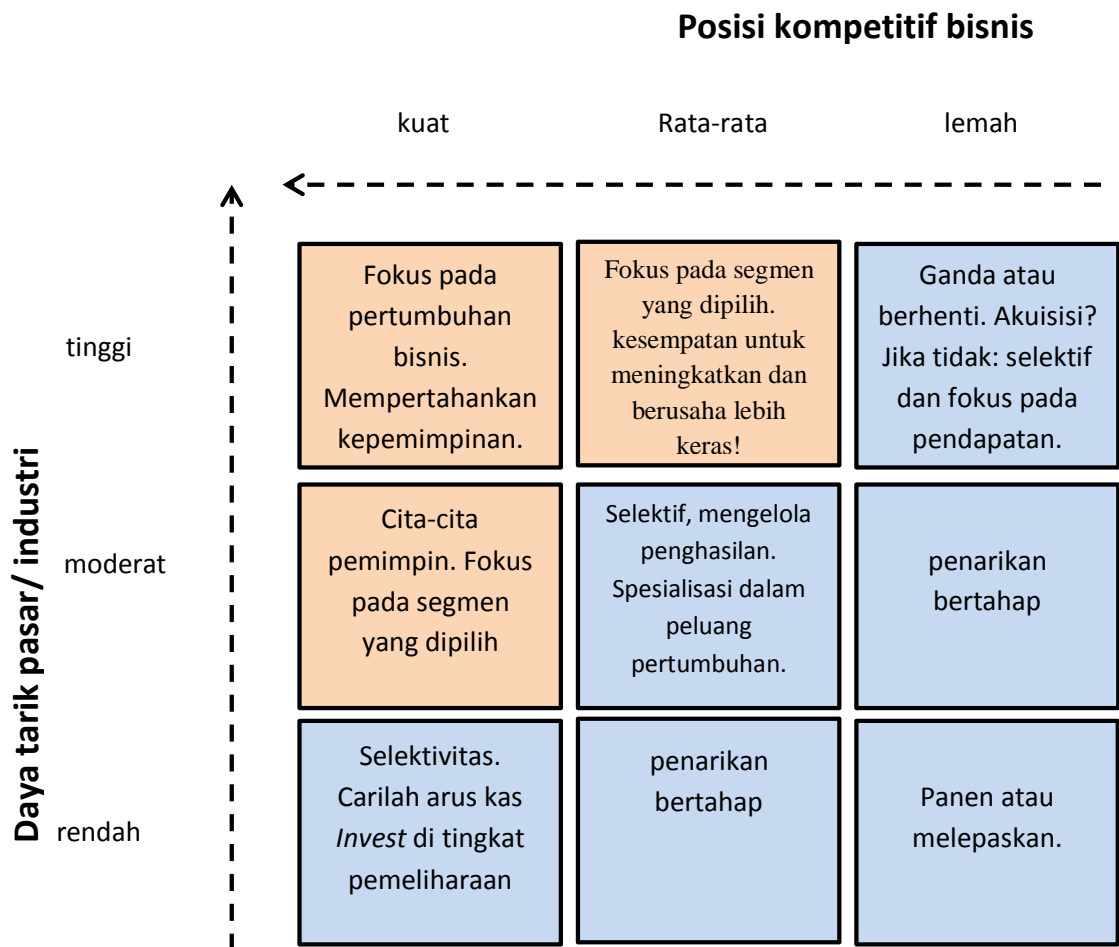 Posisi kompetitif bisnis
kuat
Rata-rata
lemah
Daya tarik pasar/ industri
tinggi
Fokus pada
pertumbuhan
bisnis.
Mempertahankan
kepemimpinan.
Fokus pada segmen
yang dipilih.
kesempatan untuk
meningkatkan dan
berusaha lebih
keras!
Ganda atau
berhenti. Akuisisi?
Jika tidak: selektif
dan fokus pada
pendapatan.
moderat
Cita-cita
pemimpin. Fokus
pada segmen
yang dipilih
Selektif, mengelola
penghasilan.
Spesialisasi dalam
peluang
pertumbuhan.
penarikan
bertahap
rendah
Selektivitas.
Carilah arus kas
Invest di tingkat
pemeliharaan
penarikan
bertahap
Panen atau
melepaskan.